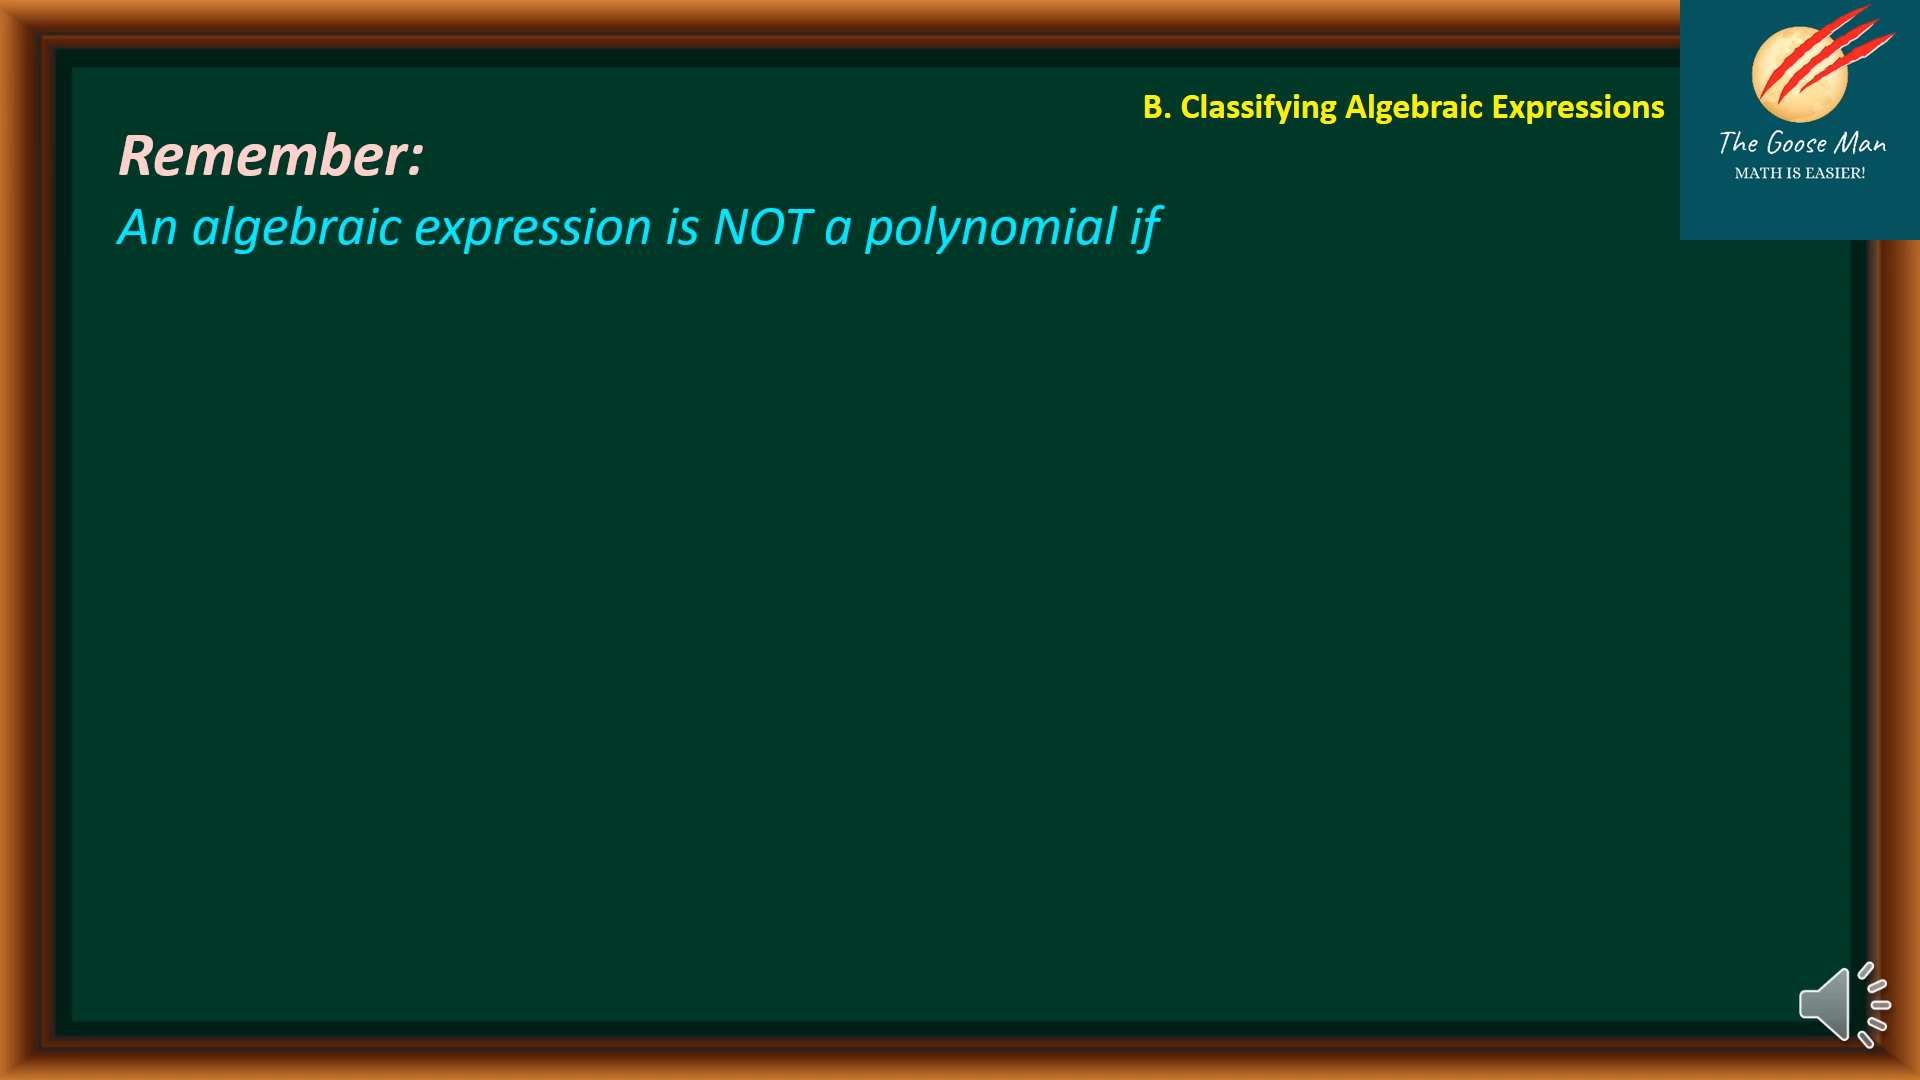 B. Classifying Algebraic Expressions
The Goose Man
MATH IS EASIER!
Remember:
An algebraic expression is NOT a polynomial if